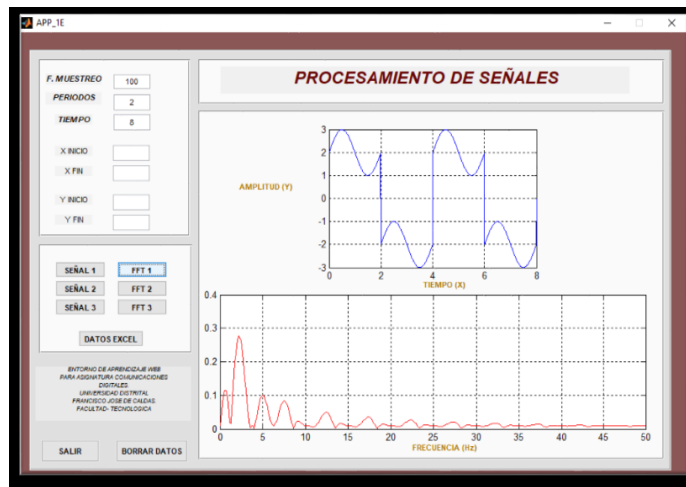 APP_1E
F. MUESTREO 100
PERIODOS 2
TIEMPO 8
X INICIO
X FIN
Y INICIO
Y FIN
SEÑAL 1 FFT 1
SEÑAL 2 FFT 2
SEÑAL 3 FFT 3
DATOS EXCEL
ENTORNO DE APRENDIZAJE WEB
PARA ASIGNATURA COMUNICACIONES
DIGITALES.
UNIVERSIDAD DISTRITAL
FRANCISCO JOSE DE CALDAS
FACULTAD- TECNOLOGICA
SALIR BORRAR DATOS
PROCESAMIENTO DE SEÑALES
AMPLITUD (Y)
3
2
1
0
-1
-2
-3
0 2 4 6 8
TIEMPO (X)
0.4
0.3
0.2
0.1
0
0 5 10 15 20 25 30 35 40 45 50
FRECUENCIA (Hz)